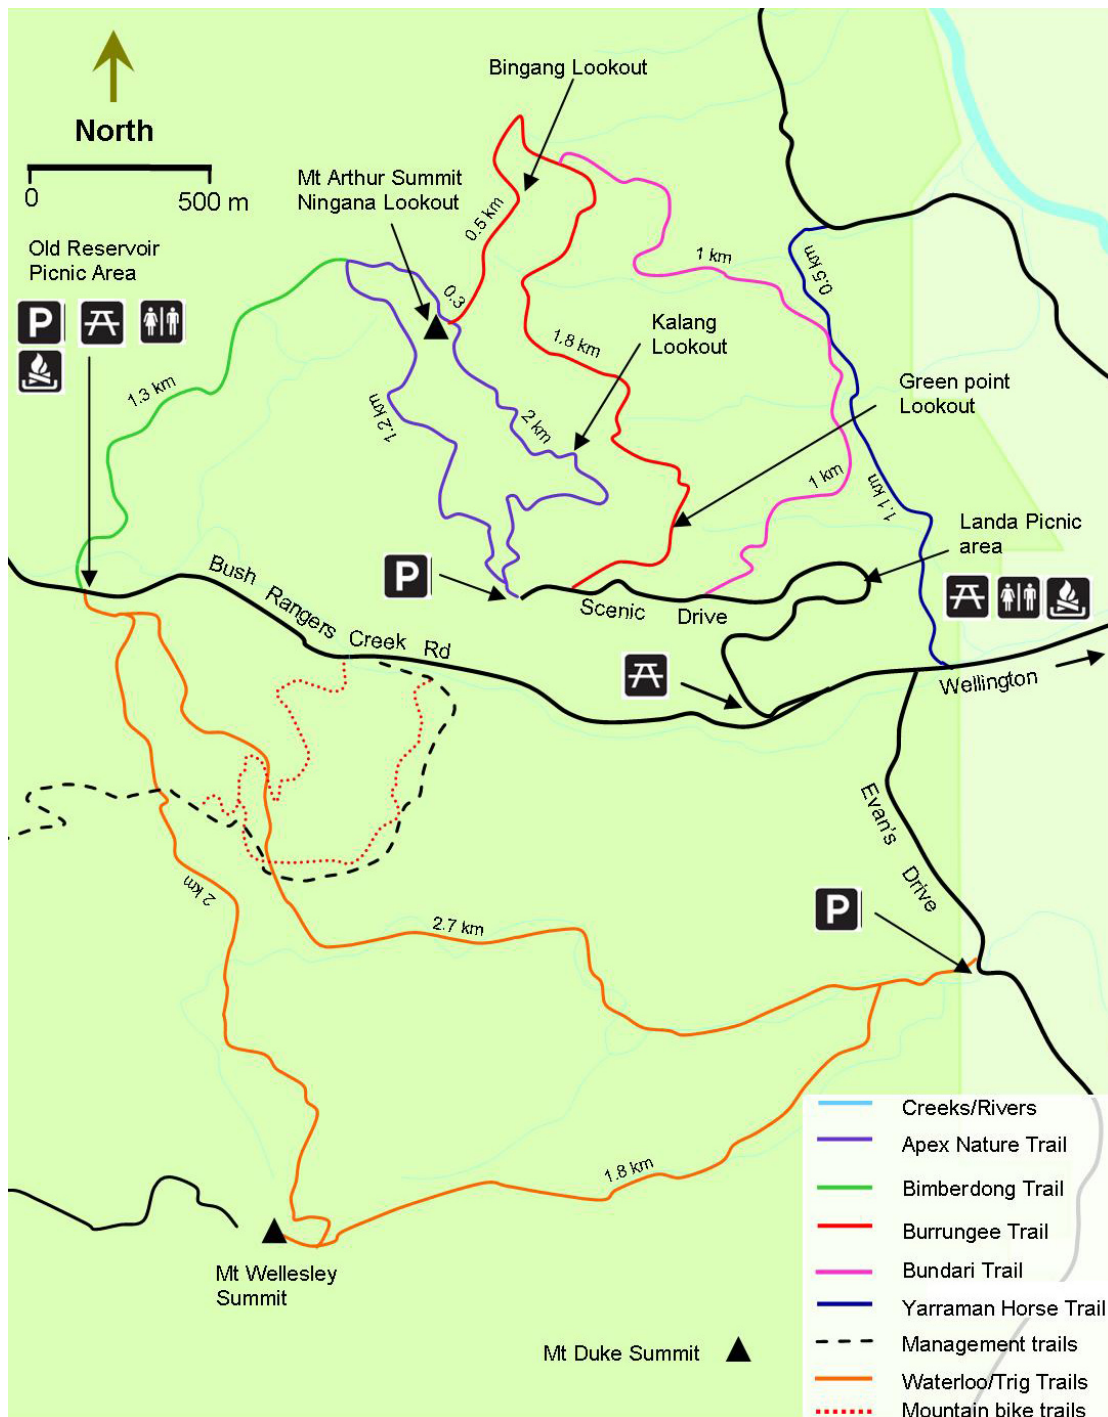 Bingang Lookout
North
0
500 m
Mt Arthur Summit
Ningana Lookout
Old Reservoir
Picnic Area
P
0.5 km
0.3
1 km
0.5 km
Kalang
Lookout
1.3 km
1.8 km
Green point
Lookout
1.2 km
2 km
1 km
1.1 km
Landa Picnic
area
P
Bush Rangers Creek Rd
Scenic Drive
Wellington
Evan's Drive
2 km
P
2.7 km
1.8 km
Mt Wellesley
Summit
Mt Duke Summit
Creeks/Rivers
Apex Nature Trail
Bimberdong Trail
Burrungee Trail
Bundari Trail
Yarraman Horse Trail
Management trails
Waterloo/Trig Trails
Mountain bike trails